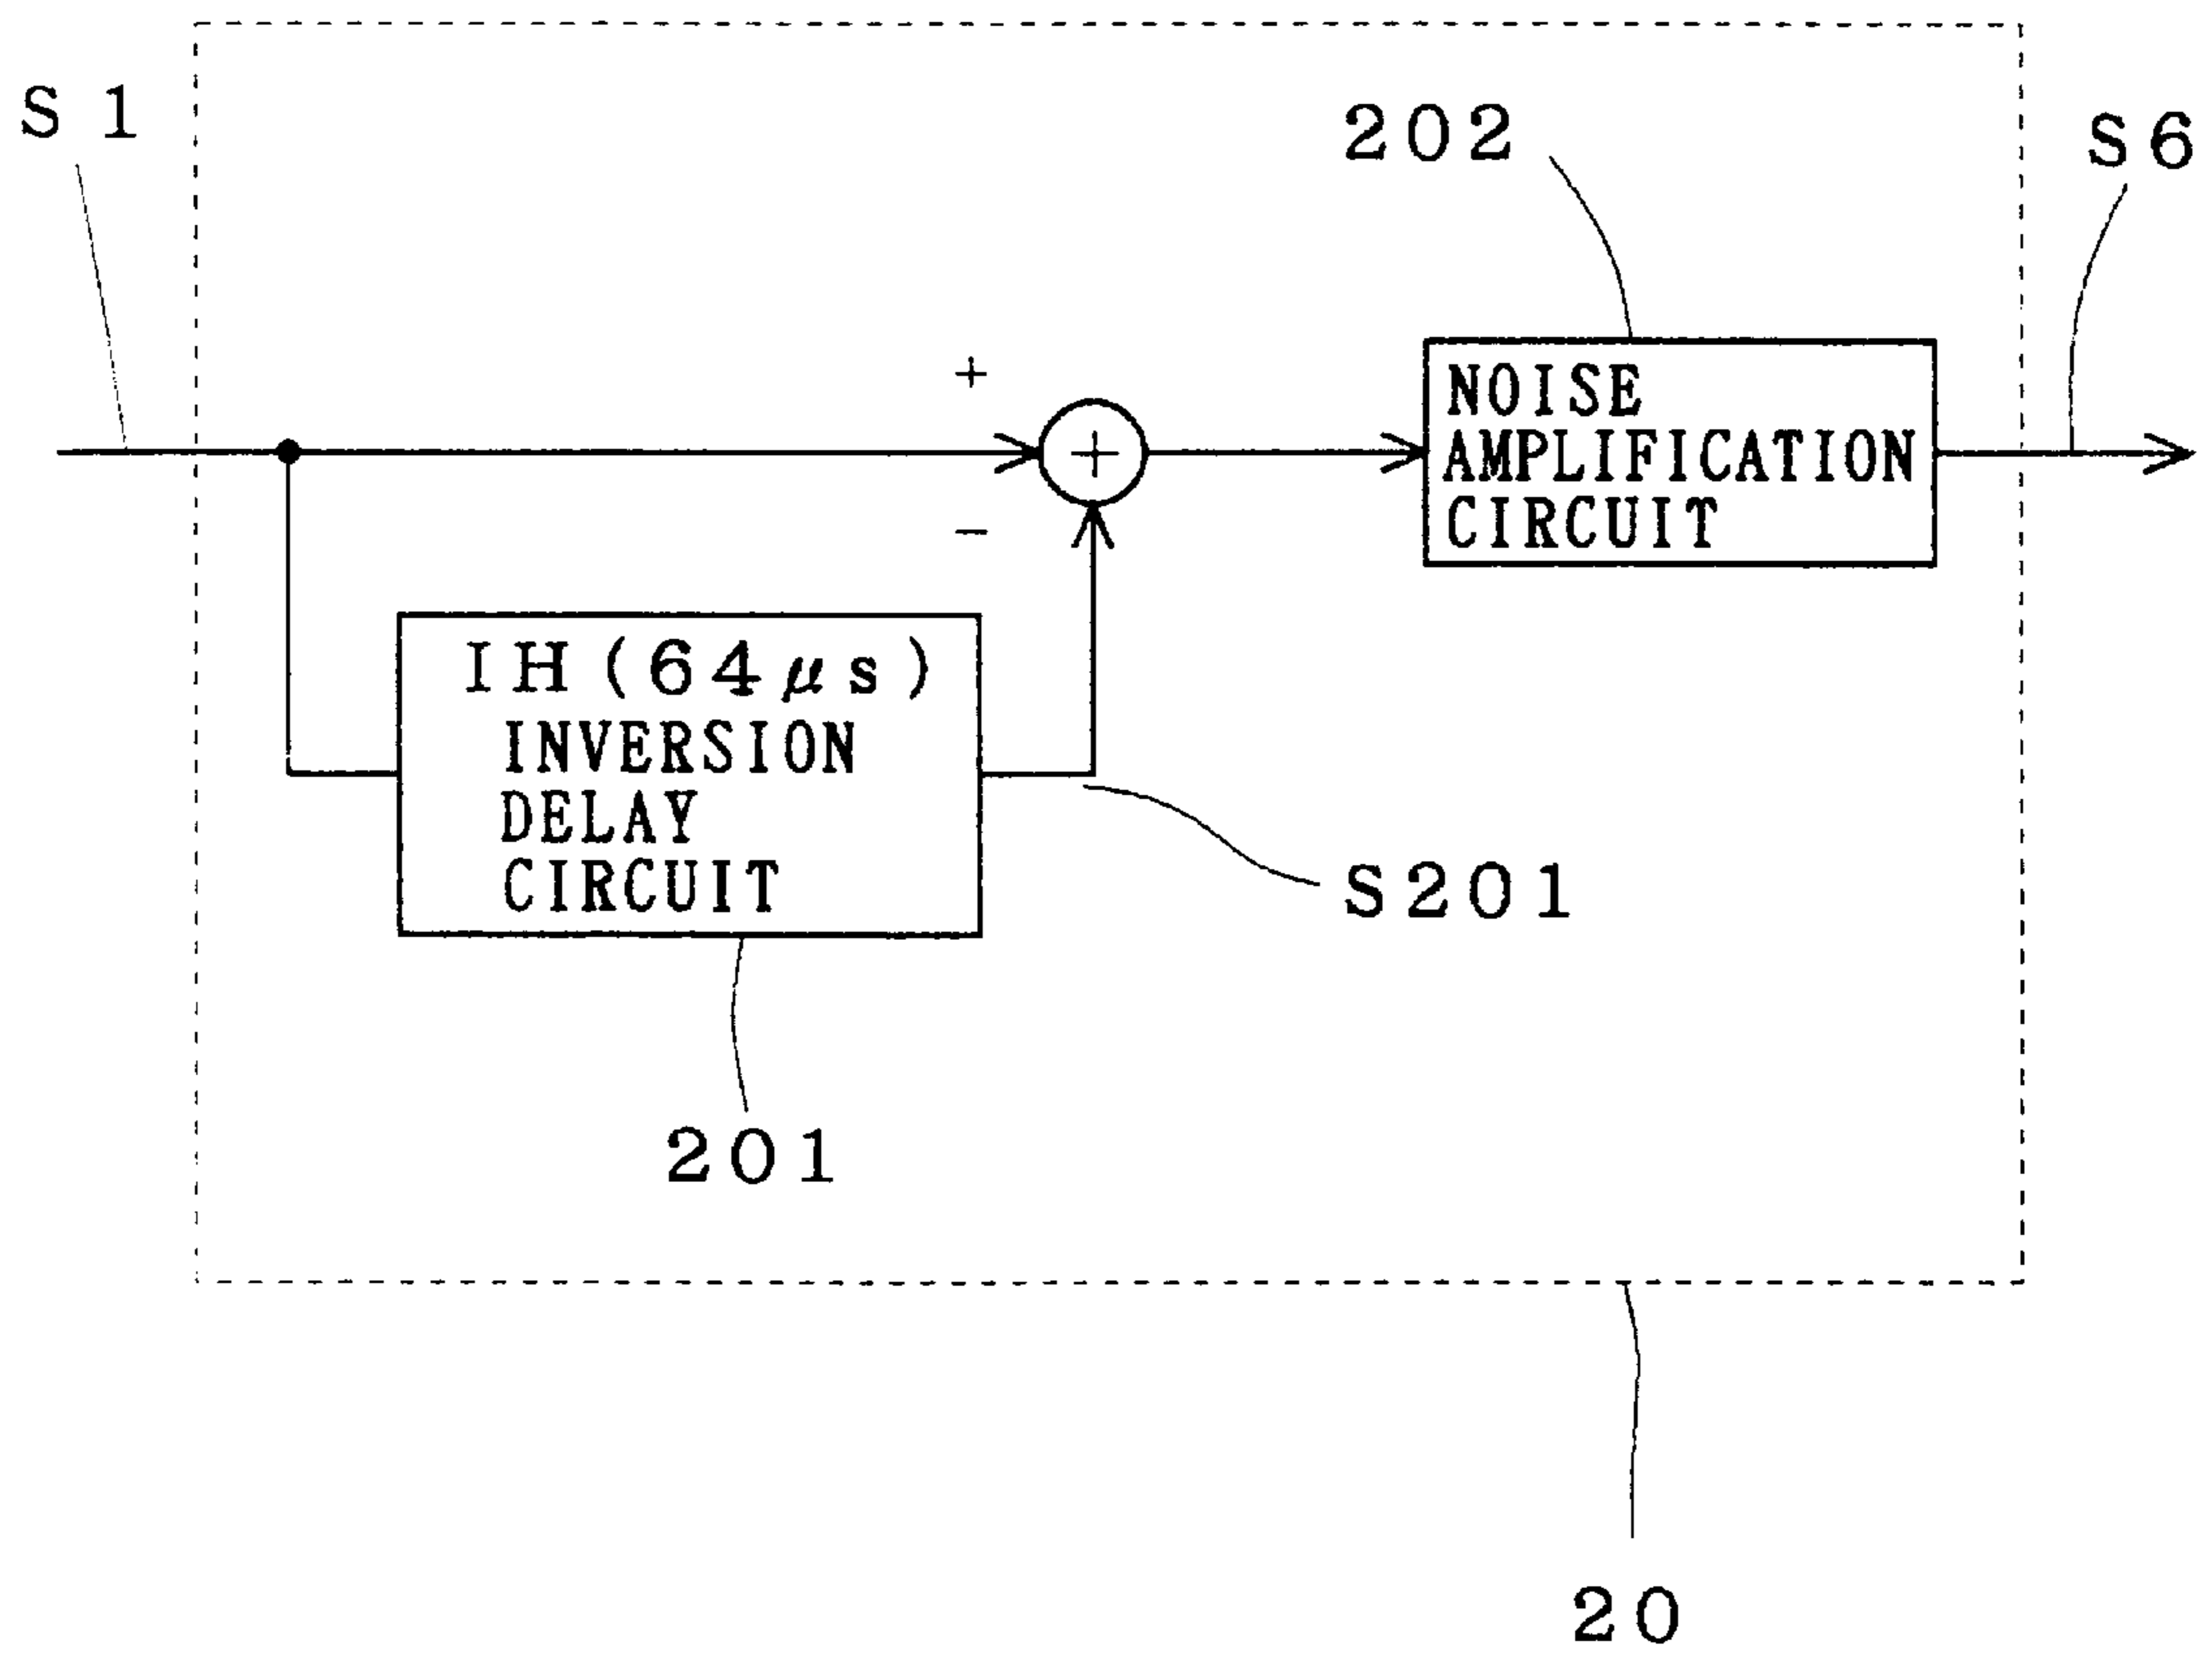 S 1
202
S6
+
+
−
NOISE
AMPLIFICATION
CIRCUIT
IH(64μs)
INVERSION
DELAY
CIRCUIT
S201
201
20